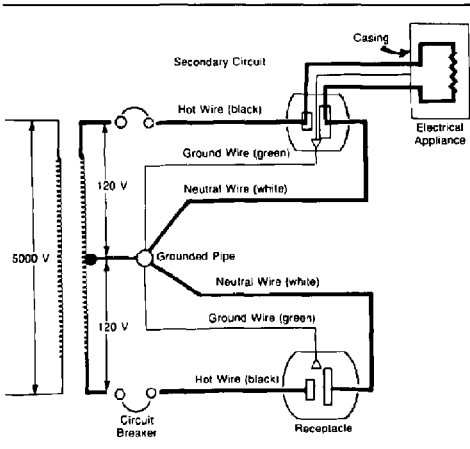 Casing
Secondary Circuit
Hot Wire (black)
Electrical
Appliance
Ground Wire (green)
120 V
Neutral Wire (white)
5000 V
Grounded Pipe
Neutral Wire (white)
120 V
Ground Wire (green)
Hot Wire (black)
Circuit
Breaker
Receptacle